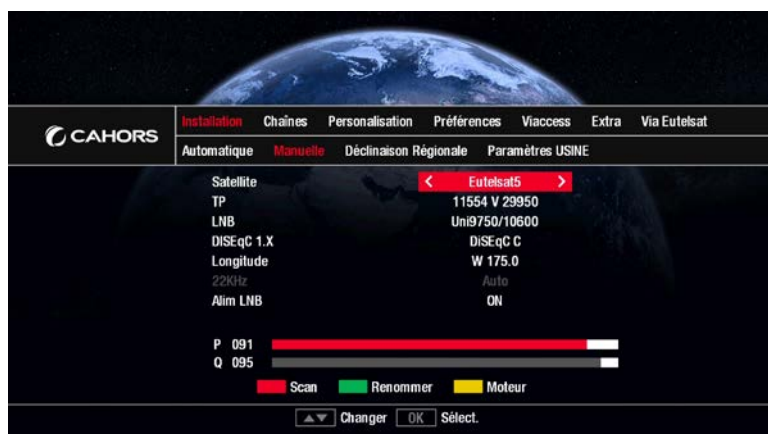 CAHORS
Installation Chaînes Personalisation Préférences Viaccess Extra Via Eutelsat
Automatique Manuelle Déclinaison Régionale Paramètres USINE
Satellite < Eutelsat5 >
TP 11554 V 29950
LNB Uni9750/10600
DISEqC 1.X DiSEqC C
Longitude W 175.0
22KHz Auto
Alim LNB ON
P 091
Q 095
Scan Renommer Moteur
Changer OK Sélect.